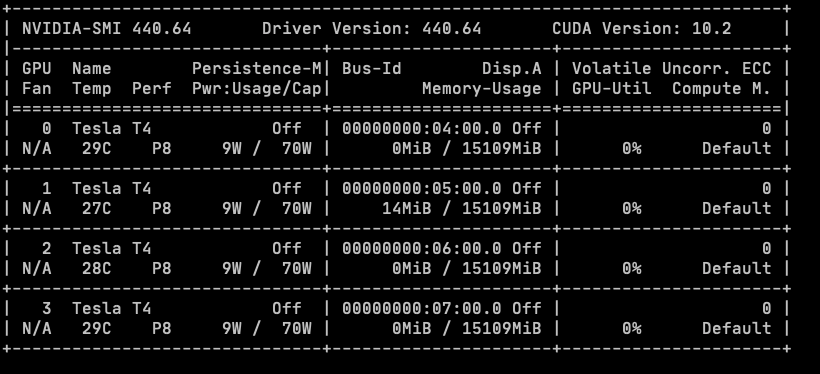 +-----------------------------------------------------------------------------+
| NVIDIA-SMI 440.64       Driver Version: 440.64       CUDA Version: 10.2     |
|-------------------------------+----------------------+----------------------+
| GPU  Name        Persistence-M| Bus-Id        Disp.A | Volatile Uncorr. ECC |
| Fan  Temp  Perf  Pwr:Usage/Cap|         Memory-Usage | GPU-Util  Compute M. |
|===============================+======================+======================|
|   0  Tesla T4            Off  | 00000000:04:00.0 Off |                    0 |
| N/A   29C    P8     9W /  70W |      0MiB / 15109MiB |      0%      Default |
+-------------------------------+----------------------+----------------------+
|   1  Tesla T4            Off  | 00000000:05:00.0 Off |                    0 |
| N/A   27C    P8     9W /  70W |     14MiB / 15109MiB |      0%      Default |
+-------------------------------+----------------------+----------------------+
|   2  Tesla T4            Off  | 00000000:06:00.0 Off |                    0 |
| N/A   28C    P8     9W /  70W |      0MiB / 15109MiB |      0%      Default |
+-------------------------------+----------------------+----------------------+
|   3  Tesla T4            Off  | 00000000:07:00.0 Off |                    0 |
| N/A   29C    P8     9W /  70W |      0MiB / 15109MiB |      0%      Default |
+-------------------------------+----------------------+----------------------+